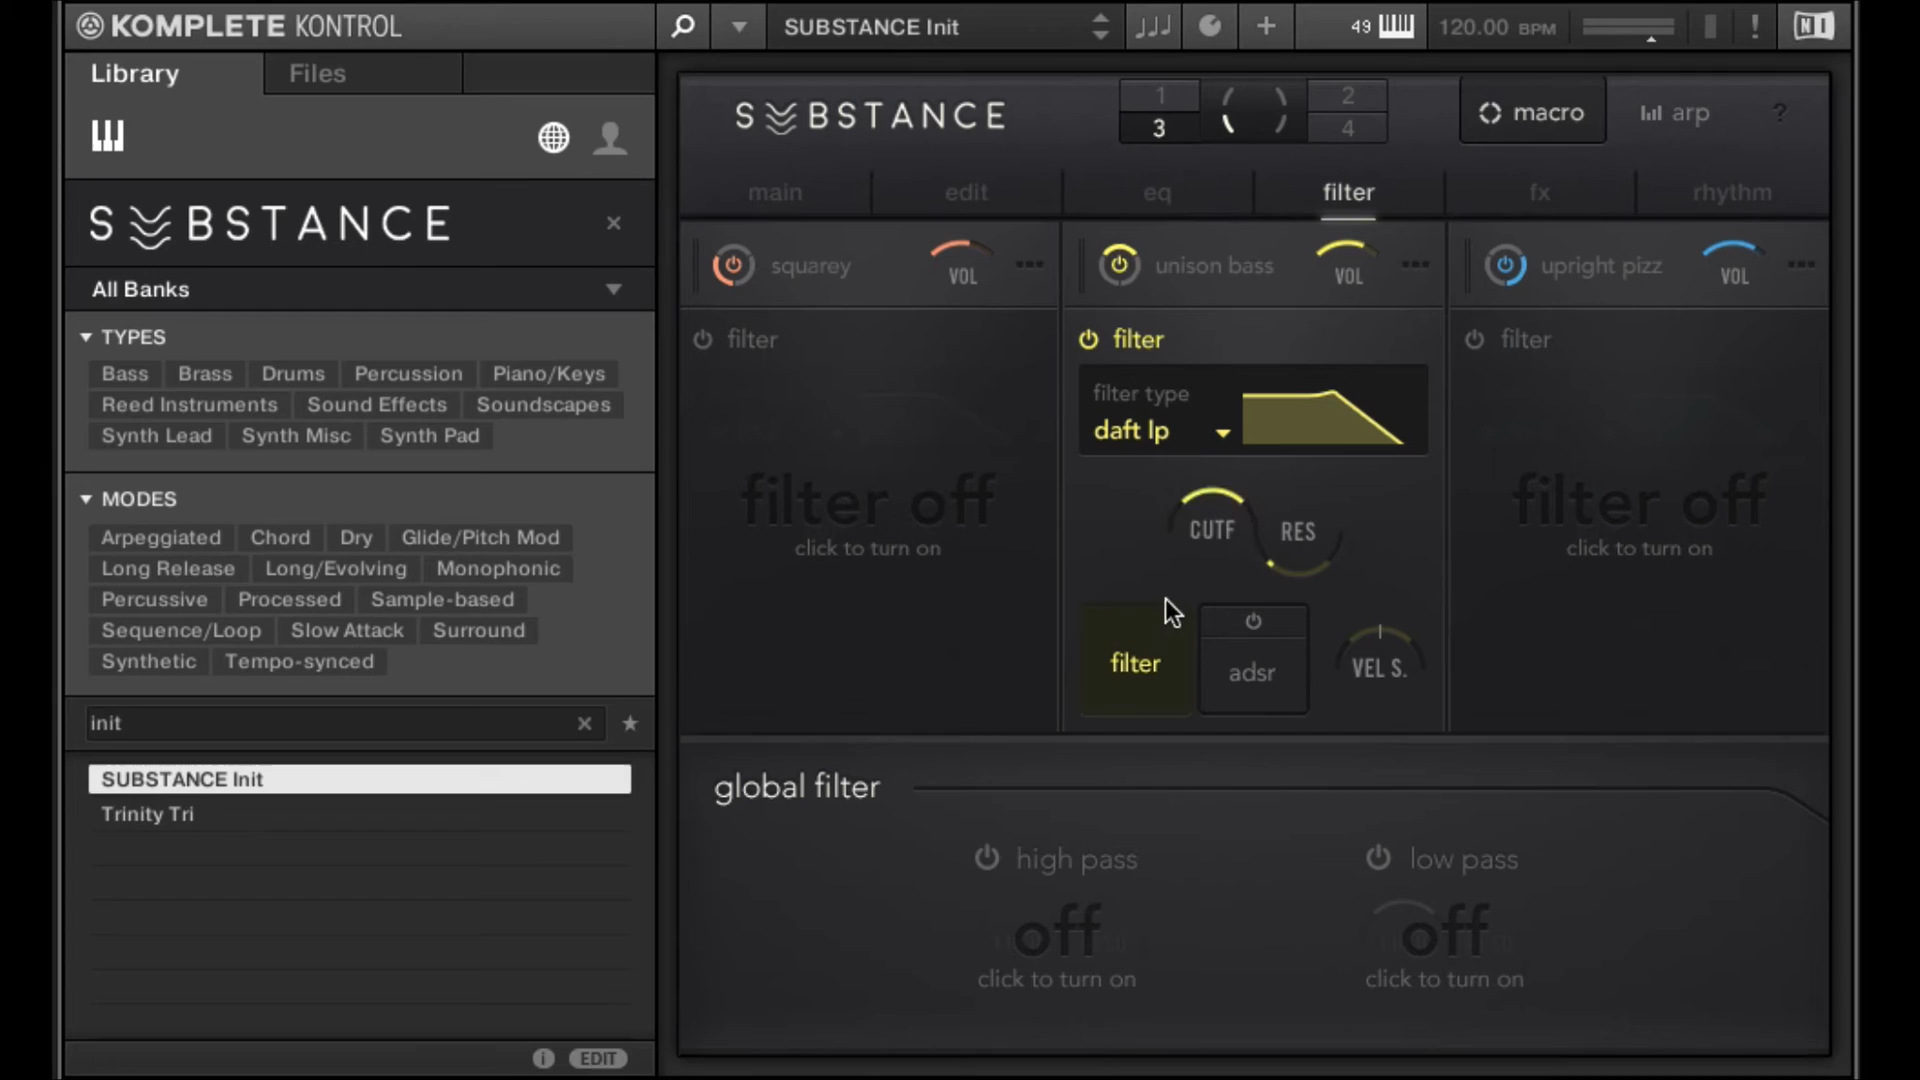 KOMPLETE KONTROL
SUBSTANCE Init
49
120.00 BPM
Library
Files
SUBSTANCE
All Banks
TYPES
Bass Brass Drums Percussion Piano/Keys
Reed Instruments Sound Effects Soundscapes
Synth Lead Synth Misc Synth Pad
MODES
Arpeggiated Chord Dry Glide/Pitch Mod
Long Release Long/Evolving Monophonic
Percussive Processed Sample-based
Sequence/Loop Slow Attack Surround
Synthetic Tempo-synced
init
SUBSTANCE Init
Trinity Tri
EDIT
SUBSTANCE
1 2
3 4
macro
arp
?
main edit eq filter fx rhythm
squarey VOL
unison bass VOL
upright pizz VOL
filter
filter off
click to turn on
filter
filter type
daft lp
CUTF RES
filter
adsr
VEL S.
filter
filter off
click to turn on
global filter
high pass
off
click to turn on
low pass
off
click to turn on